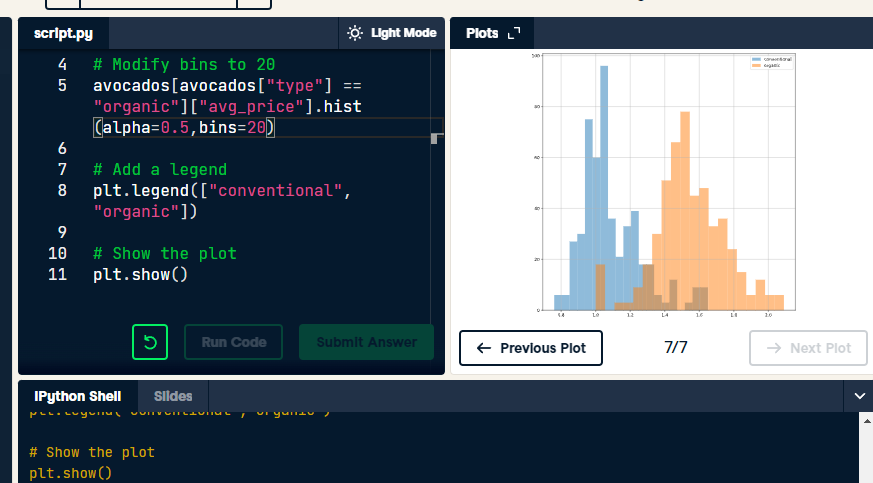 script.py
Light Mode
4 # Modify bins to 20
5 avocados[avocados["type"] ==
"organic"]["avg_price"].hist
(alpha=0.5,bins=20)
6
7 # Add a legend
8 plt.legend(["conventional",
"organic"])
9
10 # Show the plot
11 plt.show()
Run Code
Submit Answer
Plots
conventional
organic
100
80
60
40
20
0
0.8 1.0 1.2 1.4 1.6 1.8 2.0
← Previous Plot
7/7
→ Next Plot
IPython Shell
Slides
# Show the plot
plt.show()